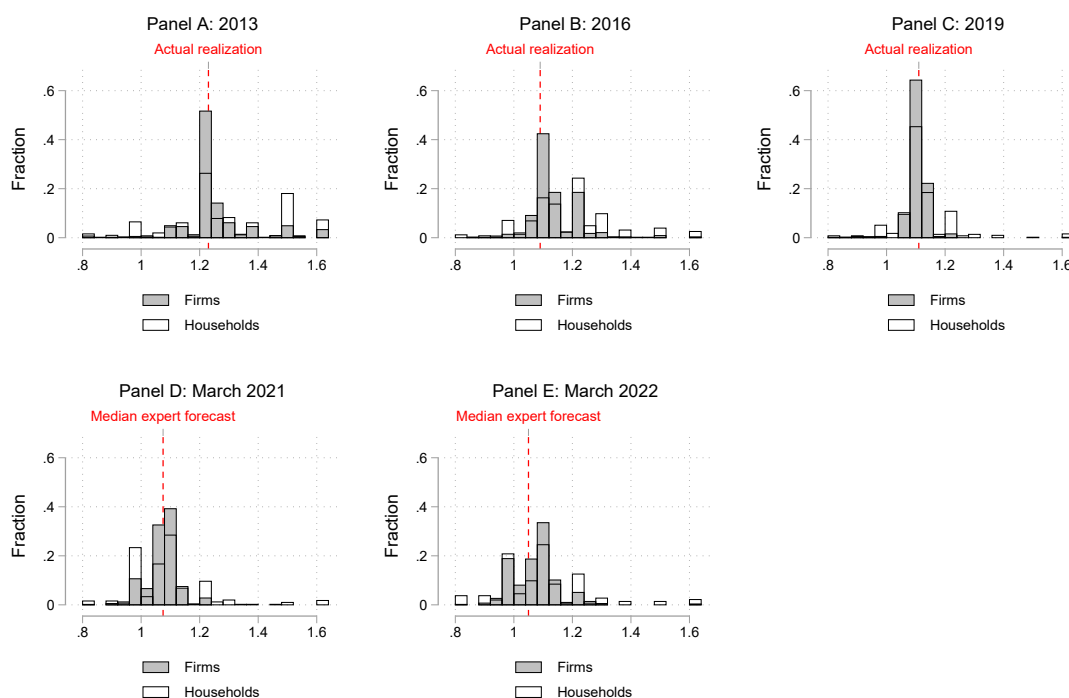 Panel A: 2013
Actual realization
.6
.4
.2
0
Fraction
.8
1
1.2
1.4
1.6
Firms
Households
Panel B: 2016
Actual realization
.6
.4
.2
0
Fraction
.8
1
1.2
1.4
1.6
Firms
Households
Panel C: 2019
Actual realization
.6
.4
.2
0
Fraction
.8
1
1.2
1.4
1.6
Firms
Households
Panel D: March 2021
Median expert forecast
.6
.4
.2
0
Fraction
.8
1
1.2
1.4
1.6
Firms
Households
Panel E: March 2022
Median expert forecast
.6
.4
.2
0
Fraction
.8
1
1.2
1.4
1.6
Firms
Households